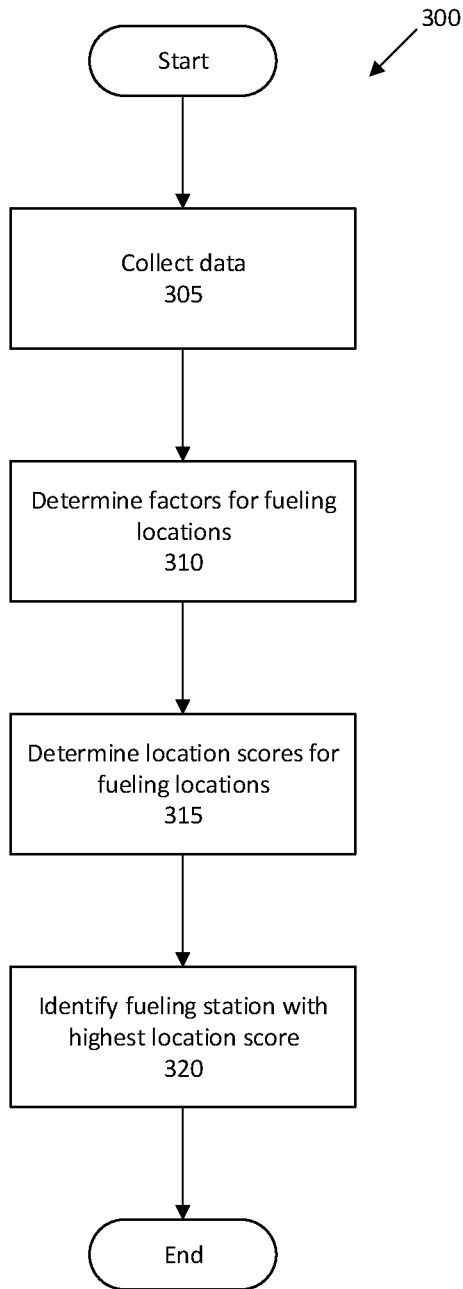 300
Start
Collect data
305
Determine factors for fueling
locations
310
Determine location scores for
fueling locations
315
Identify fueling station with
highest location score
320
End